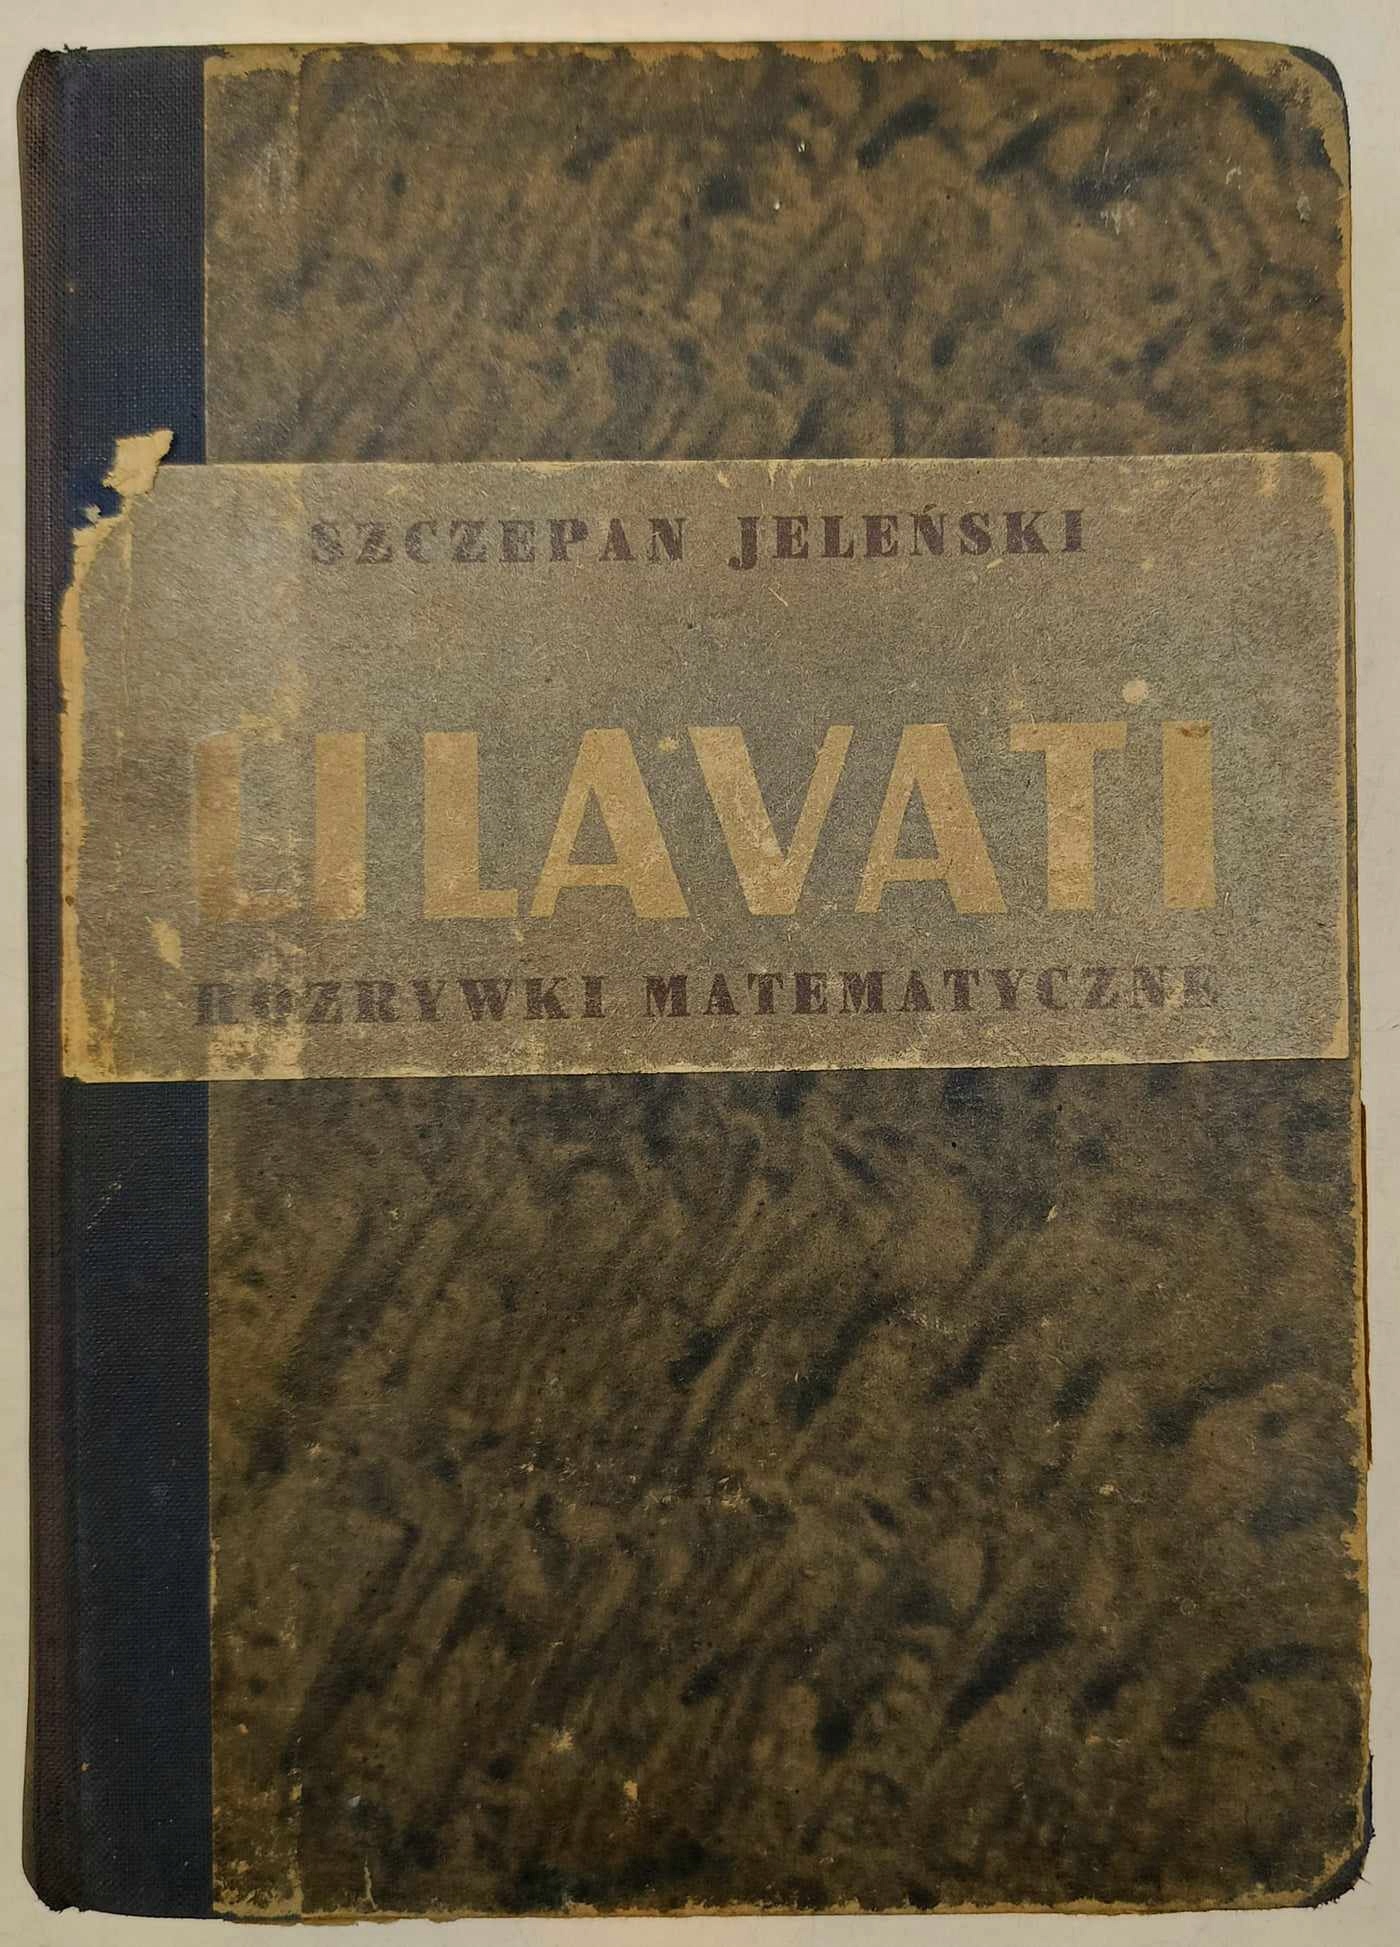 SZCZEPAN JELEŃSKI
LILAVATI
ROZRYWKI MATEMATYCZNE